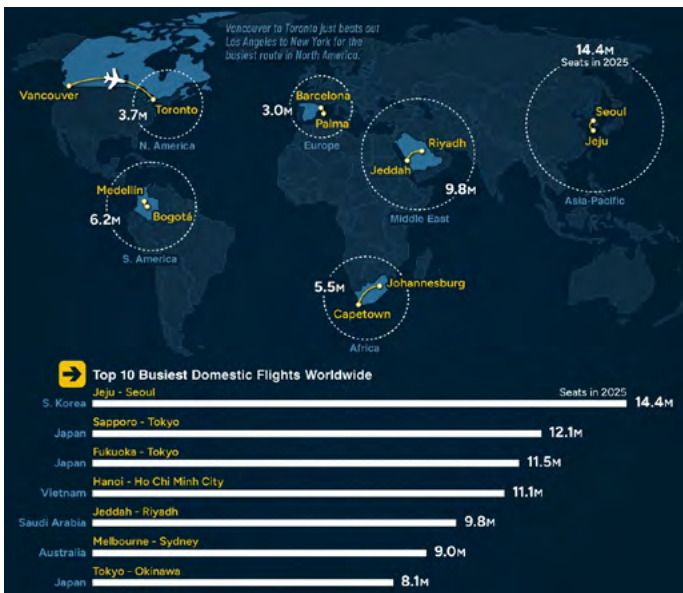 Vancouver to Toronto just beats out
Los Angeles to New York for the
busiest route in North America.
14.4M
Seats in 2025
Vancouver
3.7M
Toronto
N. America
Barcelona
3.0M
Palma
Europe
Riyadh
Jeddah
9.8M
Middle East
Seoul
Jeju
Asia-Pacific
Medellín
6.2M
Bogotá
S. America
5.5M
Johannesburg
Capetown
Africa
Top 10 Busiest Domestic Flights Worldwide
Jeju - Seoul
Seats in 2025
S. Korea
14.4M
Sapporo - Tokyo
Japan
12.1M
Fukuoka - Tokyo
Japan
11.5M
Hanoi - Ho Chi Minh City
Vietnam
11.1M
Jeddah - Riyadh
Saudi Arabia
9.8M
Melbourne - Sydney
Australia
9.0M
Tokyo - Okinawa
Japan
8.1M